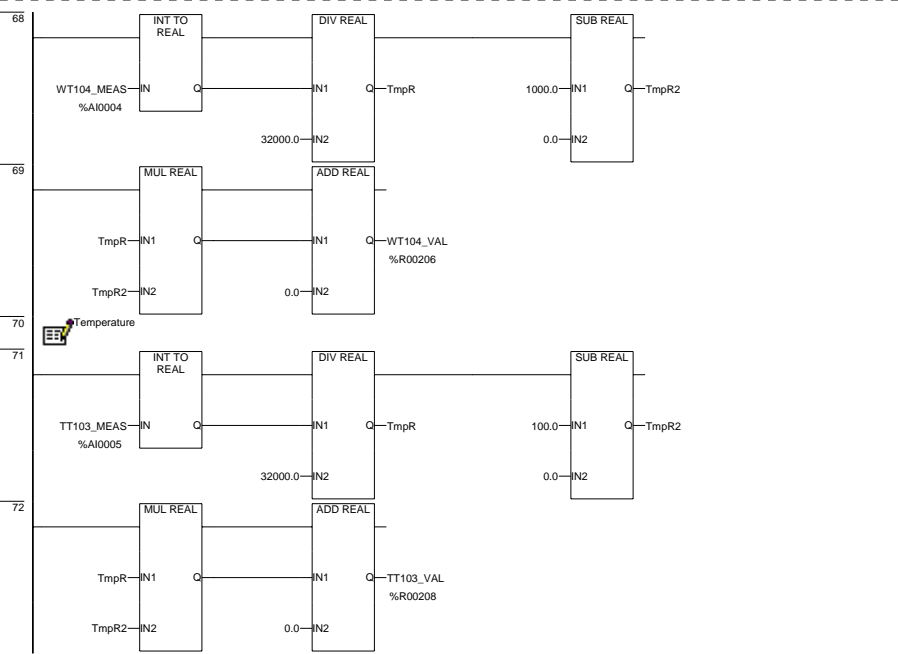 68
INT TO
REAL
DIV REAL
SUB REAL
WT104_MEAS IN Q IN1 Q TmpR 1000.0 IN1 Q TmpR2
%AI0004
32000.0 IN2 0.0 IN2
69
MUL REAL ADD REAL
TmpR IN1 Q IN1 Q WT104_VAL
%R00206
TmpR2 IN2 0.0 IN2
70
Temperature
71
INT TO
REAL
DIV REAL
SUB REAL
TT103_MEAS IN Q IN1 Q TmpR 100.0 IN1 Q TmpR2
%AI0005
32000.0 IN2 0.0 IN2
72
MUL REAL ADD REAL
TmpR IN1 Q IN1 Q TT103_VAL
%R00208
TmpR2 IN2 0.0 IN2